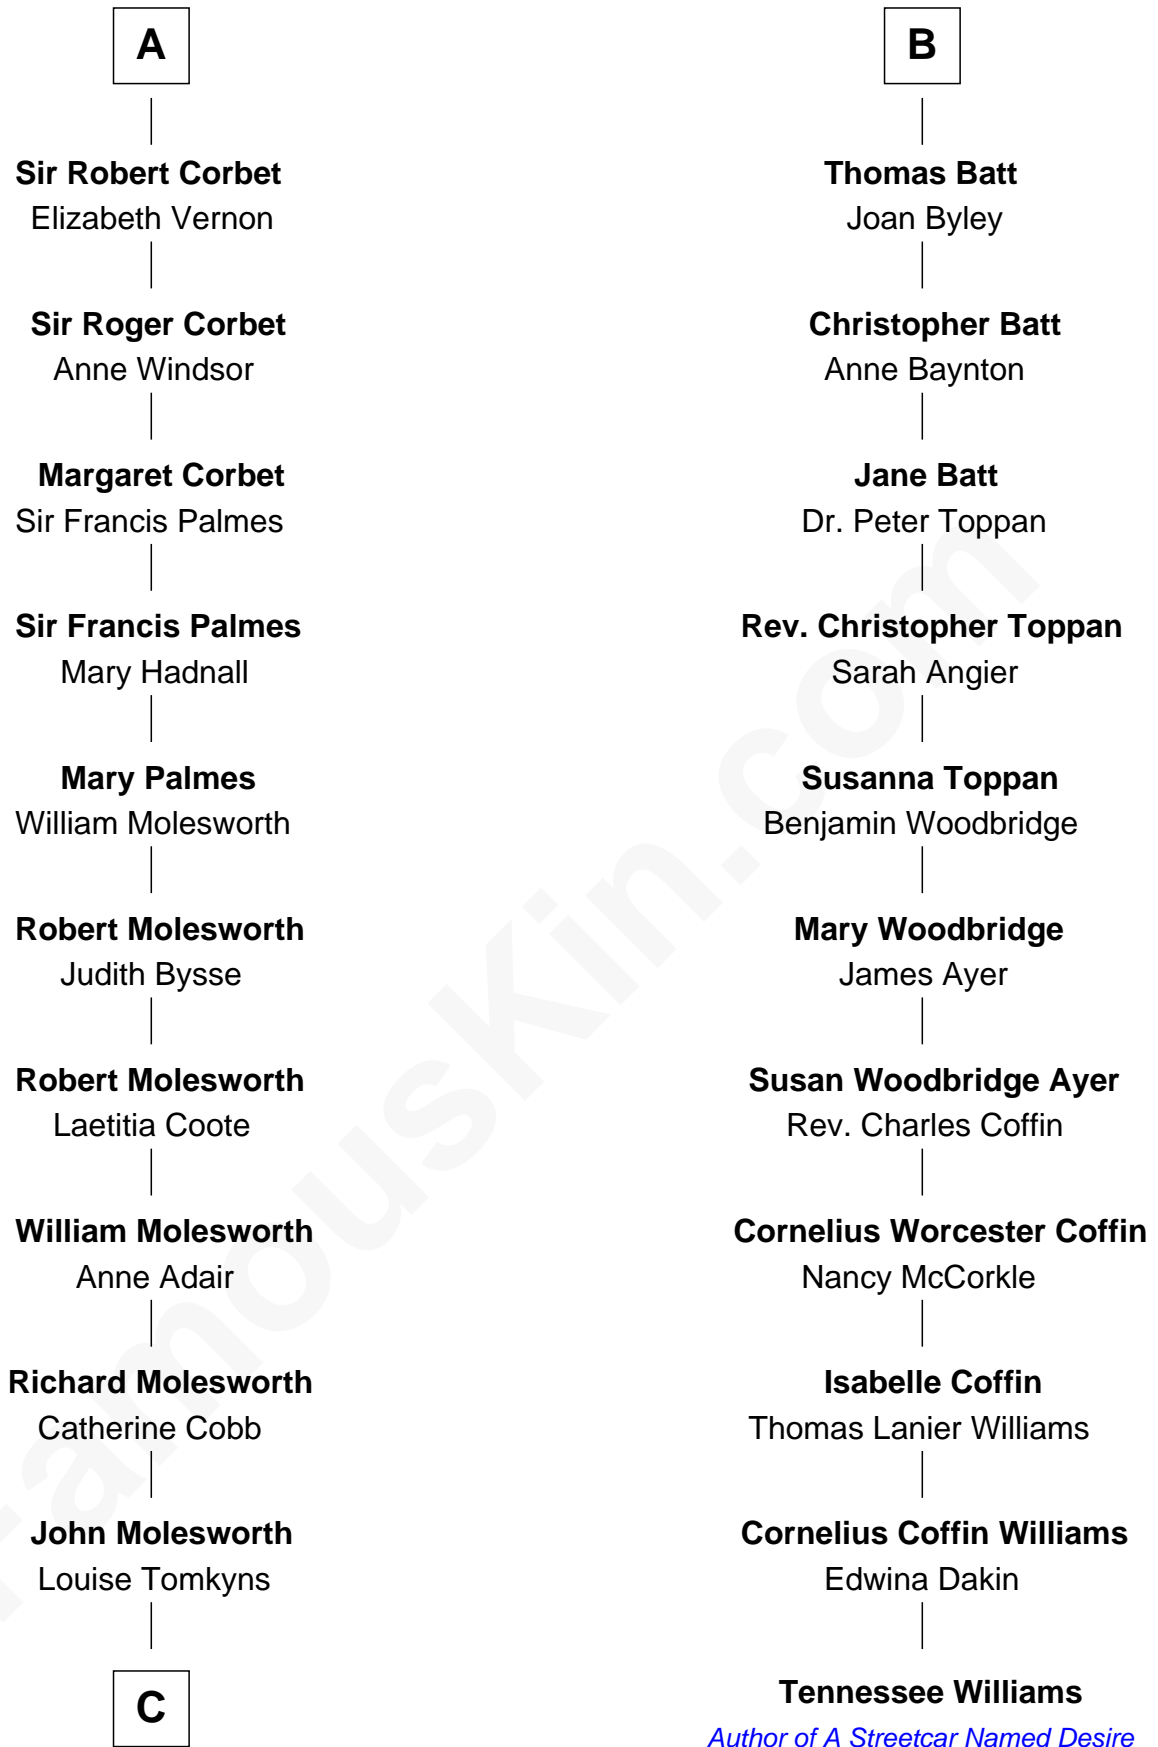 A
Sir Robert Corbet
Elizabeth Vernon
Sir Roger Corbet
Anne Windsor
Margaret Corbet
Sir Francis Palmes
Sir Francis Palmes
Mary Hadnall
Mary Palmes
William Molesworth
Robert Molesworth
Judith Bysse
Robert Molesworth
Laetitia Coote
William Molesworth
Anne Adair
Richard Molesworth
Catherine Cobb
John Molesworth
Louise Tomkyns
C
B
Thomas Batt
Joan Byley
Christopher Batt
Anne Baynton
Jane Batt
Dr. Peter Toppan
Rev. Christopher Toppan
Sarah Angier
Susanna Toppan
Benjamin Woodbridge
Mary Woodbridge
James Ayer
Susan Woodbridge Ayer
Rev. Charles Coffin
Cornelius Worcester Coffin
Nancy McCorkle
Isabelle Coffin
Thomas Lanier Williams
Cornelius Coffin Williams
Edwina Dakin
Tennessee Williams
Author of A Streetcar Named Desire
FamousKin.com